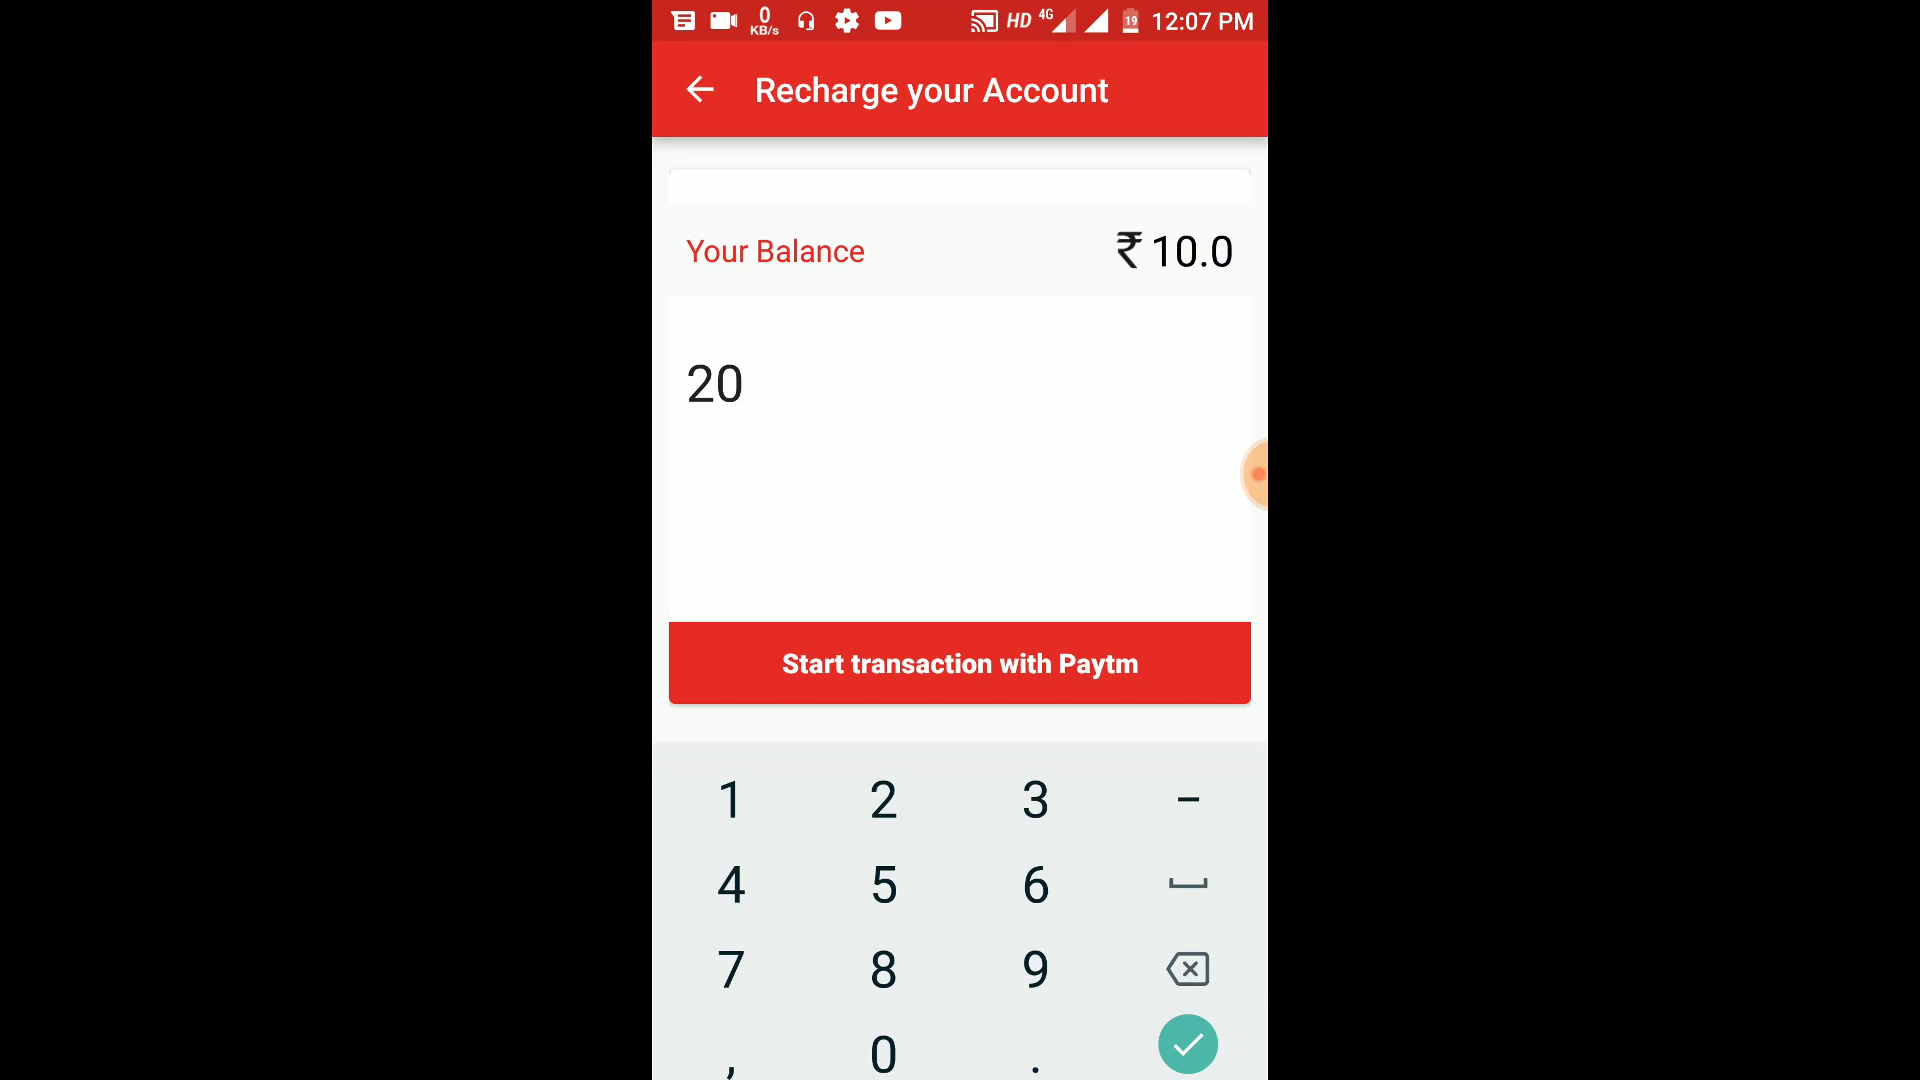 0 KB/s HD 4G 19 12:07 PM
Recharge your Account
Your Balance ₹ 10.0
20
Start transaction with Paytm
1 2 3 -
4 5 6
7 8 9
, 0 .